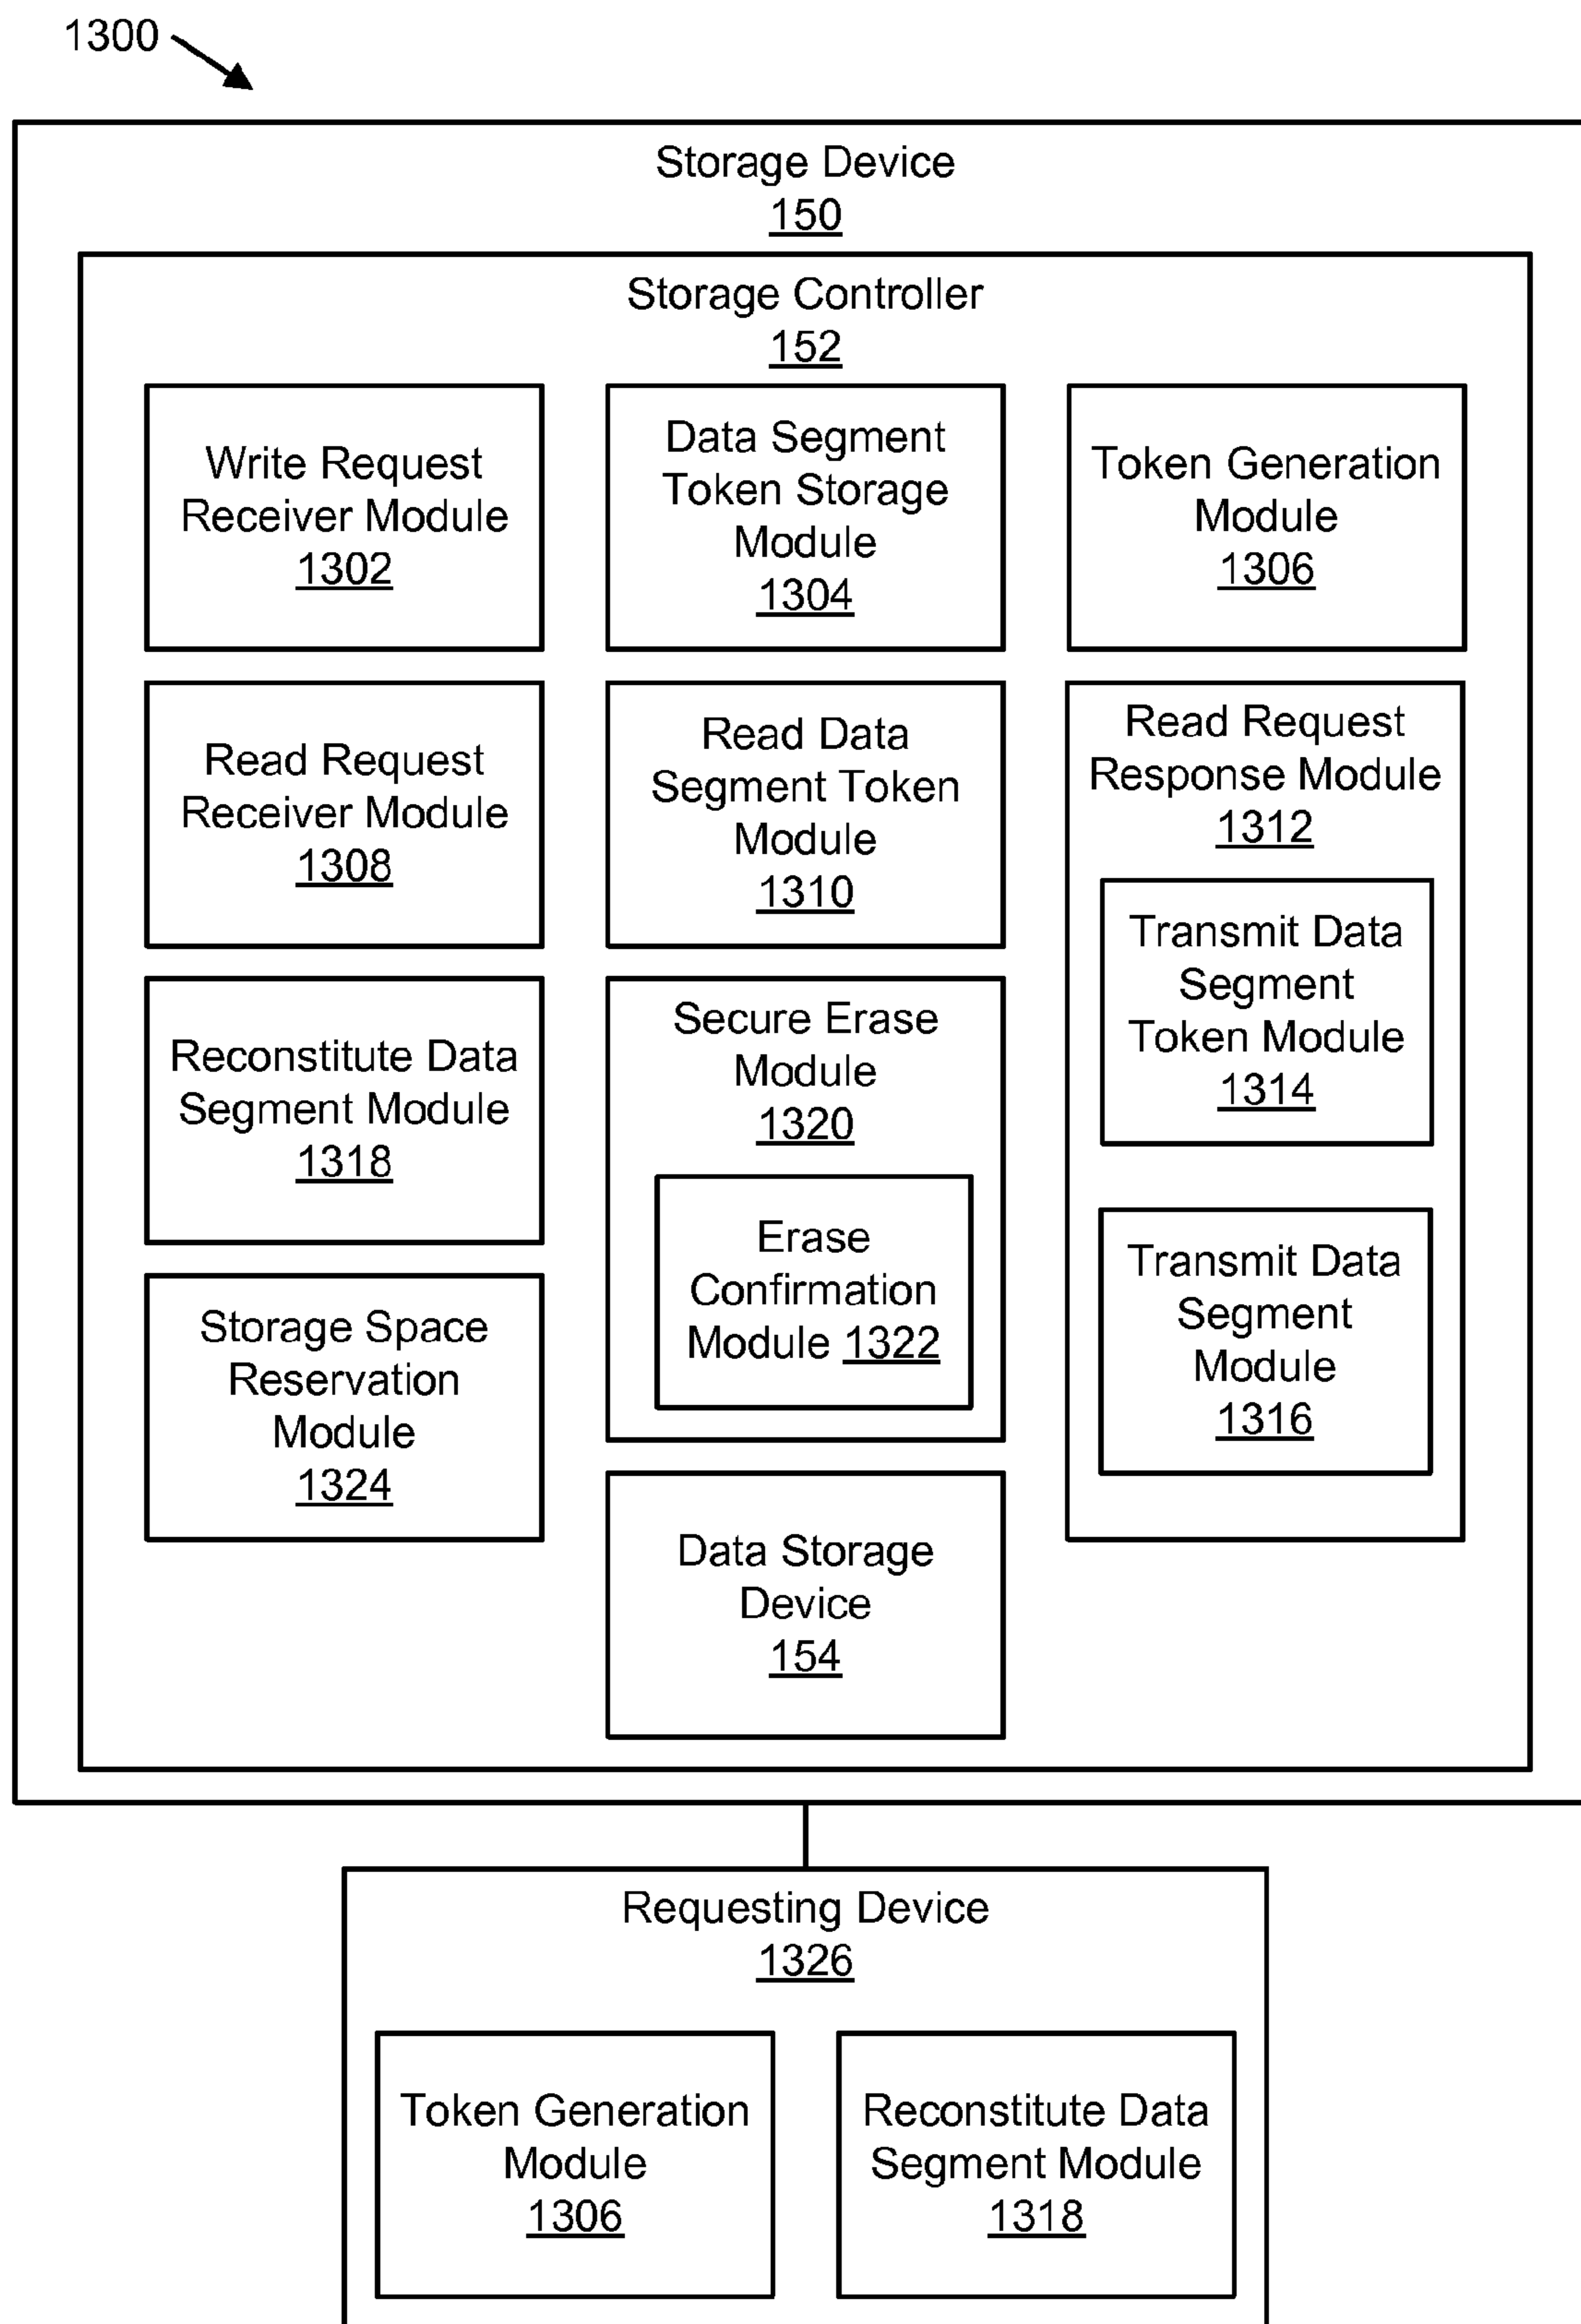 1300
Storage Device
150
Storage Controller
152
Write Request
Receiver Module
1302
Data Segment
Token Storage
Module
1304
Token Generation
Module
1306
Read Request
Receiver Module
1308
Read Data
Segment Token
Module
1310
Read Request
Response Module
1312
Transmit Data
Segment
Token Module
1314
Transmit Data
Segment
Module
1316
Reconstitute Data
Segment Module
1318
Secure Erase
Module
1320
Erase
Confirmation
Module 1322
Storage Space
Reservation
Module
1324
Data Storage
Device
154
Requesting Device
1326
Token Generation
Module
1306
Reconstitute Data
Segment Module
1318